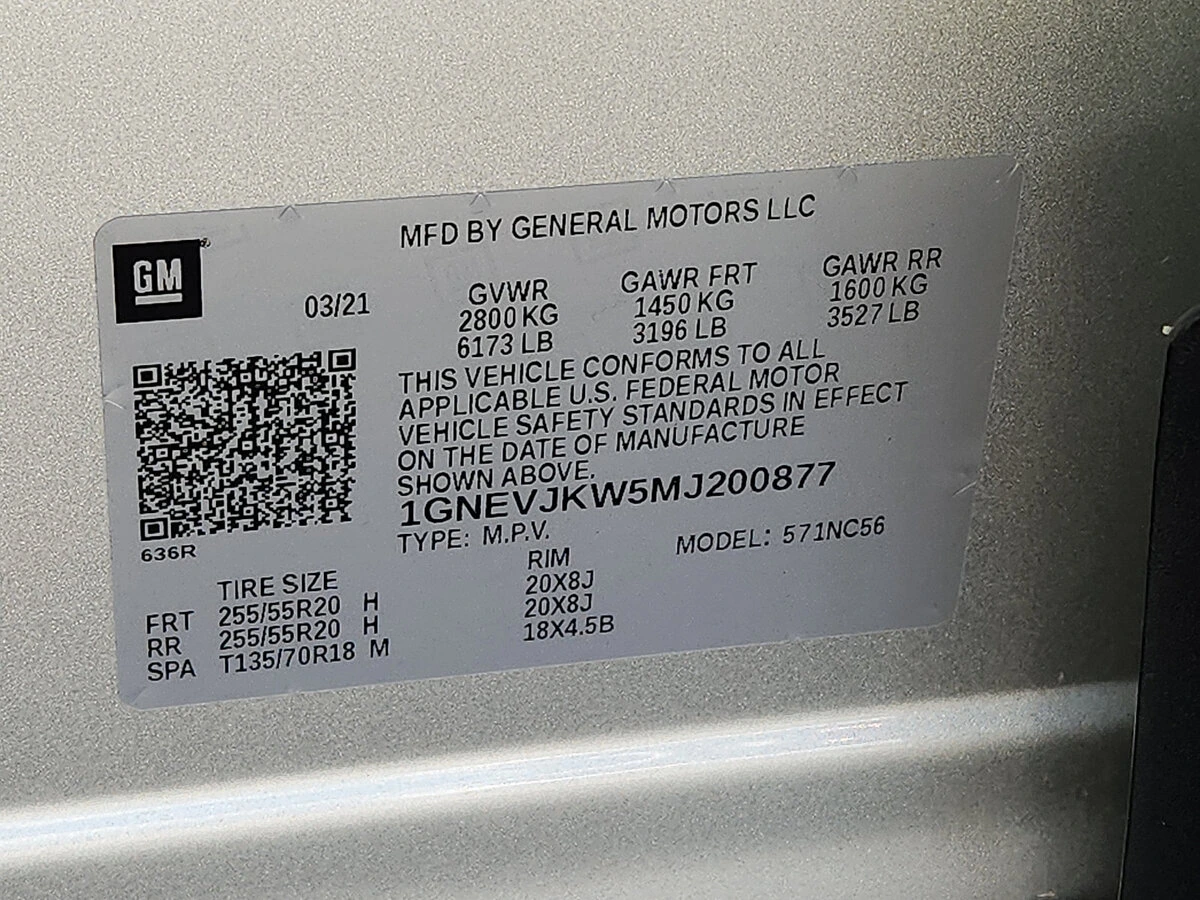 MFD BY GENERAL MOTORS LLC
GM
03/21
GVWR GAWR FRT GAWR RR
2800 KG 1450 KG 1600 KG
6173 LB 3196 LB 3527 LB
THIS VEHICLE CONFORMS TO ALL
APPLICABLE U.S. FEDERAL MOTOR
VEHICLE SAFETY STANDARDS IN EFFECT
ON THE DATE OF MANUFACTURE
SHOWN ABOVE.
1GNEVJKW5MJ200877
636R
TYPE: M.P.V. MODEL: 571NC56
TIRE SIZE RIM
FRT 255/55R20 H 20X8J
RR 255/55R20 H 20X8J
SPA T135/70R18 M 18X4.5B